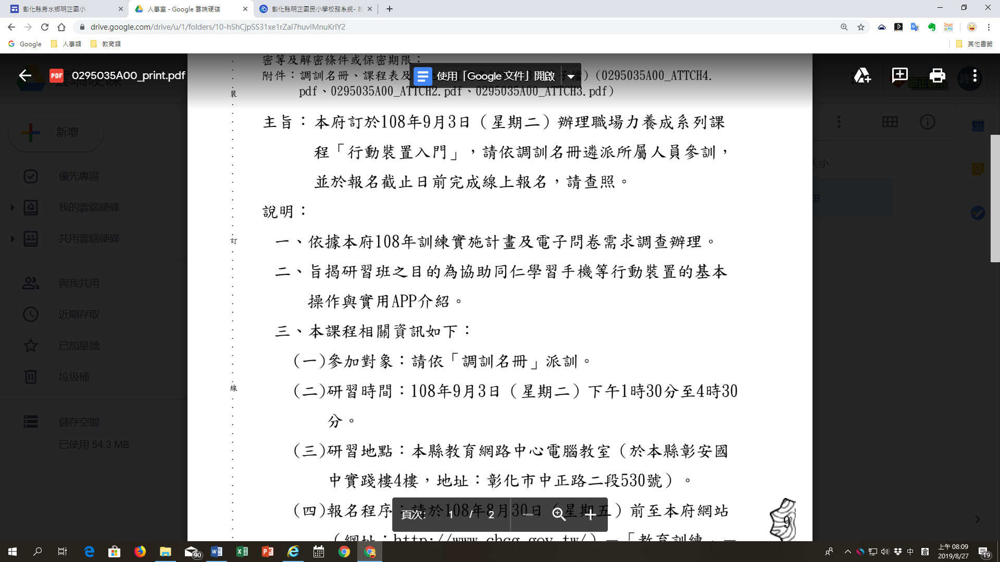 彰化縣秀水鄉明正國小
人事室 - Google 雲端硬碟
彰化縣明正國民小學校務系統-
drive.google.com/drive/u/1/folders/10-hShCjpSS31xe1rZal7huvlMnuKriY2
Google
人事類
教育類
其他書籤
密等及解密條件或保密期限：
PDF
0295035A00_print.pdf
附件：調訓名冊、課程表及
使用「Google 文件」開啟
檔)（0295035A00_ATTCH4.
pdf、0295035A00_ATTCH2.pdf、0295035A00_ATTCH3.pdf）
裝
主旨：本府訂於108年9月3日（星期二）辦理職場力養成系列課
程「行動裝置入門」，請依調訓名冊遴派所屬人員參訓，
並於報名截止日前完成線上報名，請查照。
說明：
訂
一、依據本府108年訓練實施計畫及電子問卷需求調查辦理。
二、旨揭研習班之目的為協助同仁學習手機等行動裝置的基本
操作與實用APP介紹。
三、本課程相關資訊如下：
(一)參加對象：請依「調訓名冊」派訓。
線
(二)研習時間：108年9月3日（星期二）下午1時30分至4時30
分。
(三)研習地點：本縣教育網路中心電腦教室（於本縣彰安國
中實踐樓4樓，地址：彰化市中正路二段530號）。
(四)報名程序：請於108年8月30日（星期五）前至本府網站
（網址：http://www.chcg.gov.tw/）—「教育訓練」—
頁次: 1 / 2
9
雲端硬碟
新增
優先專區
我的雲端硬碟
共用雲端硬碟
與我共用
近期存取
已加星號
垃圾桶
儲存空間
已使用 54.3 MB
大小
KB
31
90
中
上午 08:09
2019/8/27
19